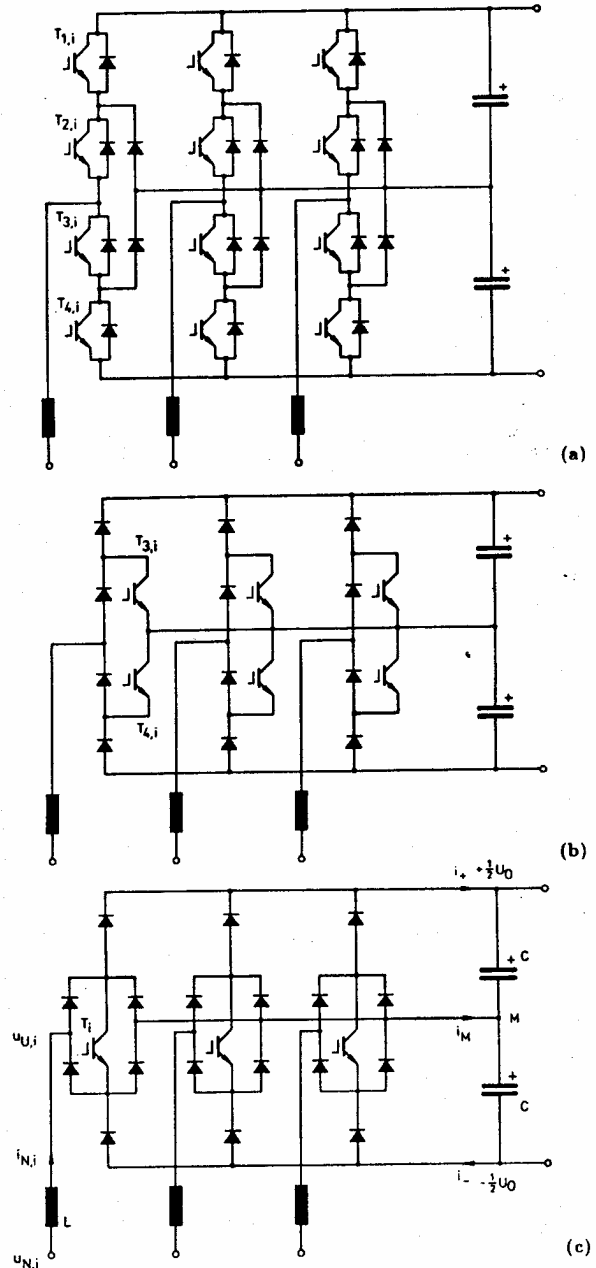 T1,i
T2,i
T3,i
T4,i
+
+
(a)
T3,i
T4,i
+
+
(b)
i+ +½U0
+ C
uU,i
Ti
iM
M
+
C
iN,i
i- -½U0
L
uN,i
(c)